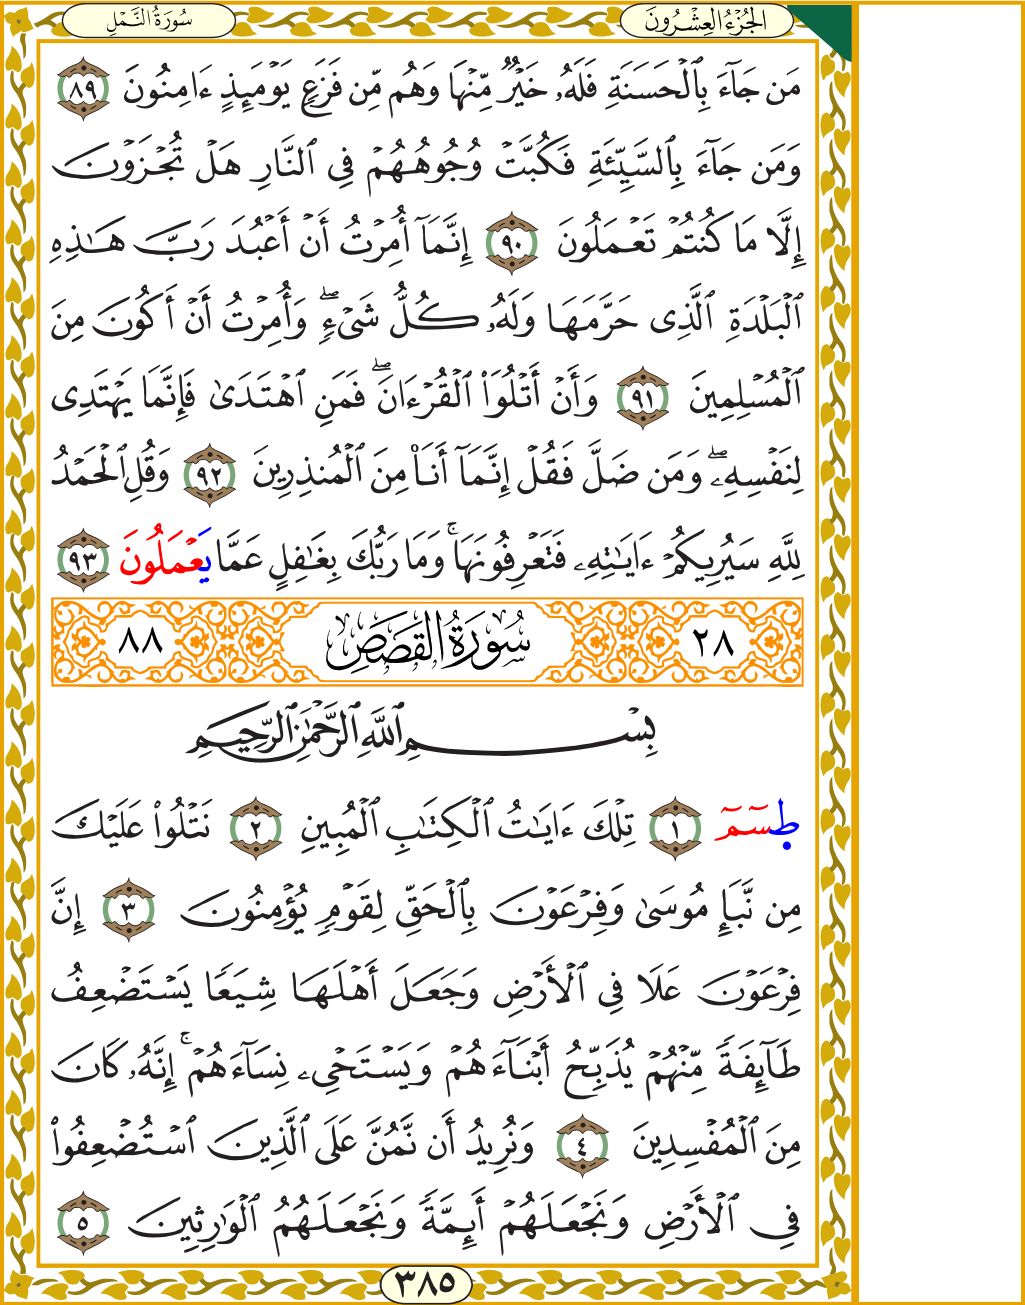 الجُزْءُ العِشْرُونَ
سُورَةُ النَّمْلِ
مَن جَآءَ بِٱلْحَسَنَةِ فَلَهُۥ خَيْرٌ مِّنْهَا وَهُم مِّن فَزَعِ يَوْمَئِذٍ ءَامِنُونَ ٨٩
وَمَن جَآءَ بِٱلسَّيِّئَةِ فَكُبَّتْ وُجُوهُهُمْ فِي ٱلنَّارِ هَلْ تُجْزَوْنَ
إِلَّا مَا كُنتُمْ تَعْمَلُونَ ٩٠ إِنَّمَآ أُمِرْتُ أَنْ أَعْبُدَ رَبَّ هَٰذِهِ
ٱلْبَلْدَةِ ٱلَّذِى حَرَّمَهَا وَلَهُۥ كُلُّ شَىْءٍۖ وَأُمِرْتُ أَنْ أَكُونَ مِنَ
ٱلْمُسْلِمِينَ ٩١ وَأَنْ أَتْلُوَا۟ ٱلْقُرْءَانَۖ فَمَنِ ٱهْتَدَىٰ فَإِنَّمَا يَهْتَدِى
لِنَفْسِهِۦۖ وَمَن ضَلَّ فَقُلْ إِنَّمَآ أَنَا۠ مِنَ ٱلْمُنذِرِينَ ٩٢ وَقُلِ ٱلْحَمْدُ
لِلَّهِ سَيُرِيكُمْ ءَايَٰتِهِۦ فَتَعْرِفُونَهَاۚ وَمَا رَبُّكَ بِغَٰفِلٍ عَمَّا يَعْمَلُونَ ٩٣
٢٨ سُورَةُ القَصَصِ ٨٨
بِسْمِ ٱللَّهِ ٱلرَّحْمَٰنِ ٱلرَّحِيمِ
طِسٓمٓ ١ تِلْكَ ءَايَٰتُ ٱلْكِتَٰبِ ٱلْمُبِينِ ٢ نَتْلُوا۟ عَلَيْكَ
مِن نَّبَإِ مُوسَىٰ وَفِرْعَوْنَ بِٱلْحَقِّ لِقَوْمٍ يُؤْمِنُونَ ٣ إِنَّ
فِرْعَوْنَ عَلَا فِي ٱلْأَرْضِ وَجَعَلَ أَهْلَهَا شِيَعًا يَسْتَضْعِفُ
طَآئِفَةً مِّنْهُمْ يُذَبِّحُ أَبْنَآءَهُمْ وَيَسْتَحْىِۦ نِسَآءَهُمْۚ إِنَّهُۥ كَانَ
مِنَ ٱلْمُفْسِدِينَ ٤ وَنُرِيدُ أَن نَّمُنَّ عَلَى ٱلَّذِينَ ٱسْتُضْعِفُوا۟
فِي ٱلْأَرْضِ وَنَجْعَلَهُمْ أَئِمَّةً وَنَجْعَلَهُمُ ٱلْوَٰرِثِينَ ٥
٣٨٥